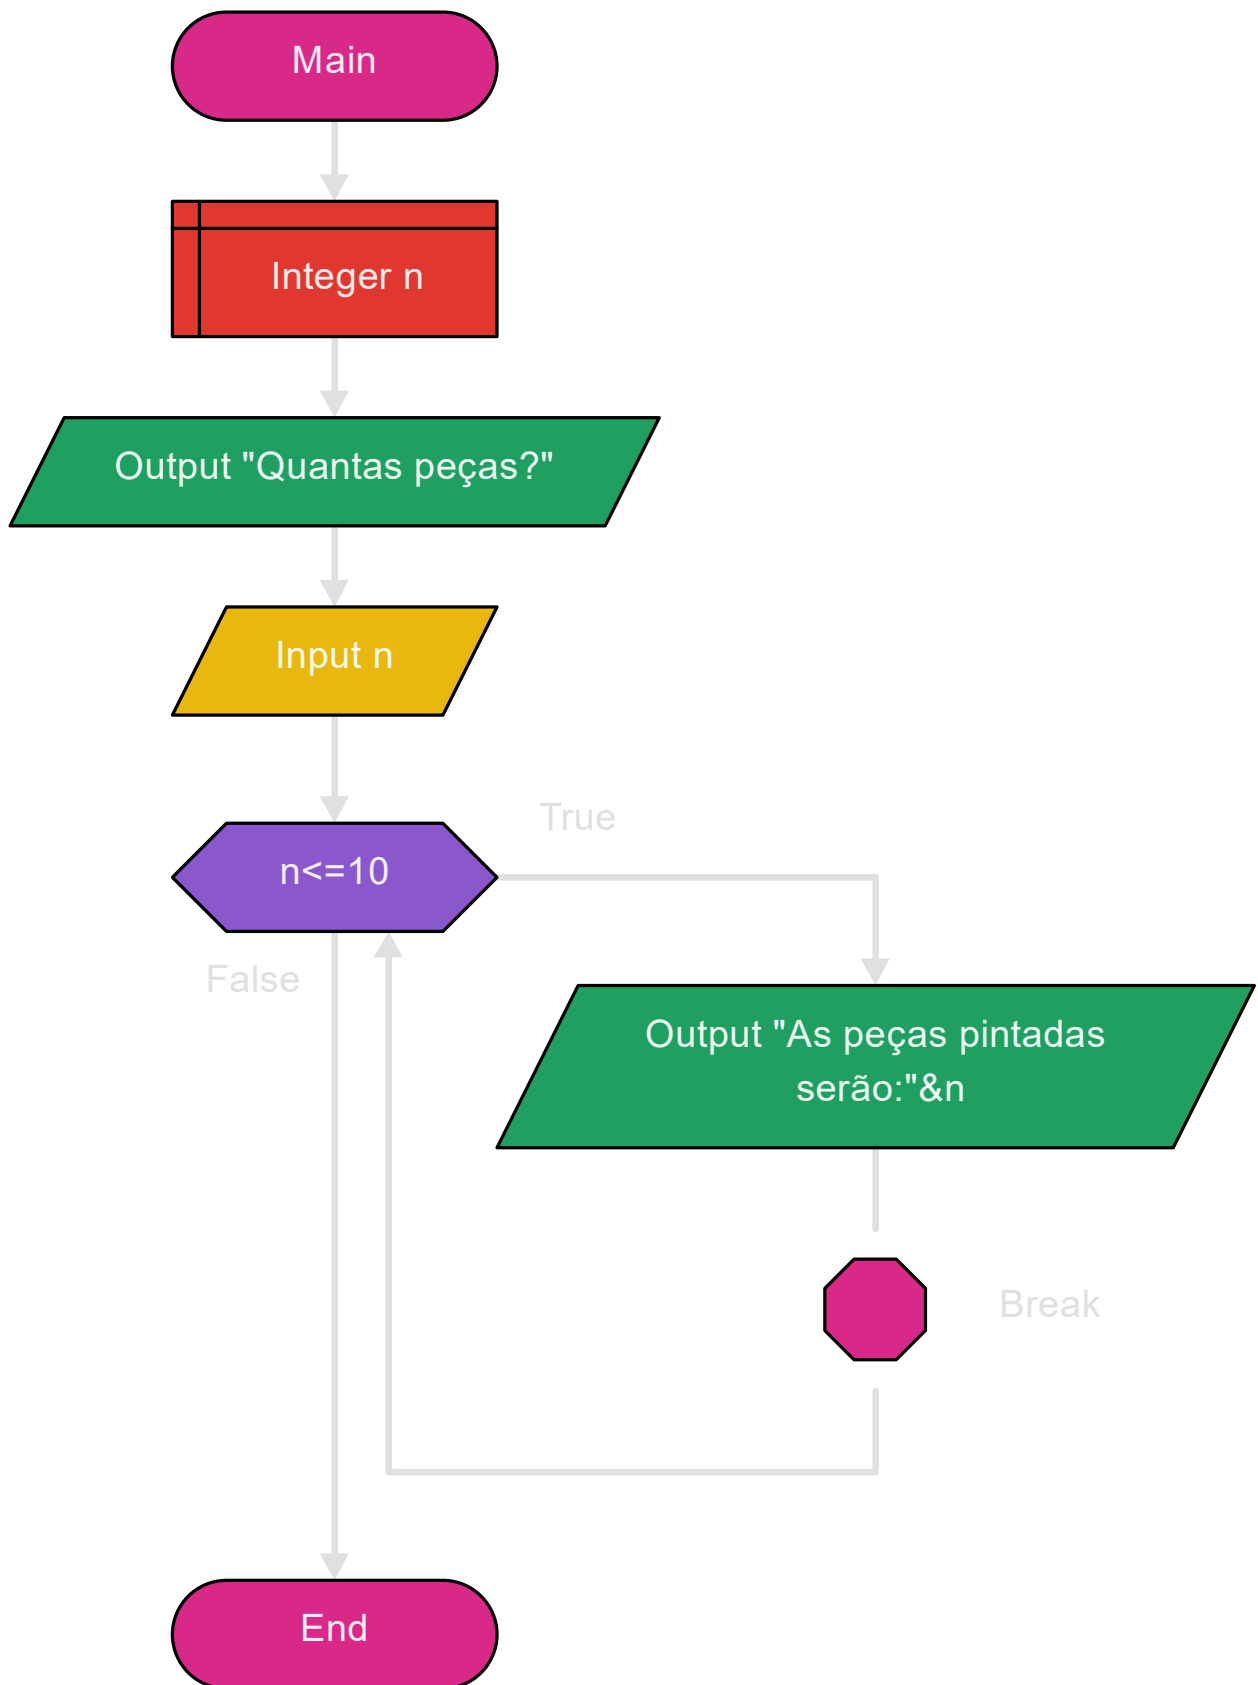 Main
Integer n
Output "Quantas peças?"
Input n
n<=10
True
False
Output "As peças pintadas
serão:"&n
Break
End